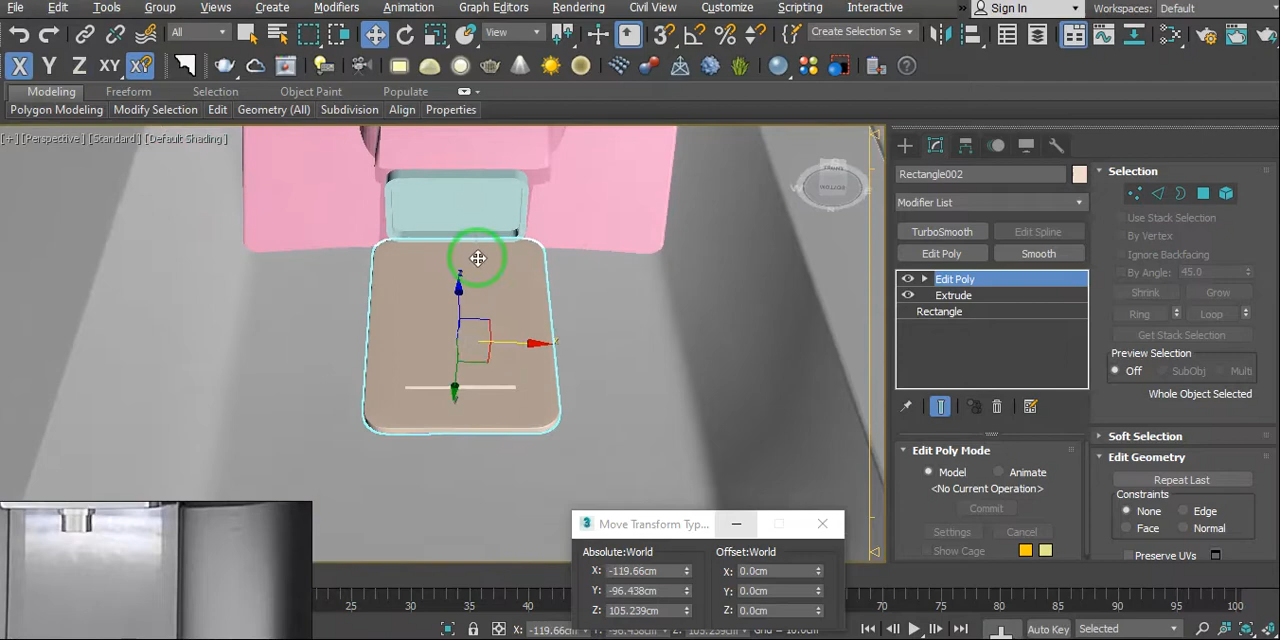 File Edit Tools Group Views Create Modifiers Animation Graph Editors Rendering Civil View Customize Scripting Interactive Sign In Workspaces: Default
All View Create Selection Se
X Y Z XY
Modeling Freeform Selection Object Paint Populate
Polygon Modeling Modify Selection Edit Geometry (All) Subdivision Align Properties
[+] [Perspective] [Standard] [Default Shading]
Rectangle002
Modifier List
TurboSmooth Edit Spline
Edit Poly Smooth
Edit Poly
Extrude
Rectangle
Edit Poly Mode
Model Animate
<No Current Operation>
Commit
Settings Cancel
Show Cage
Selection
Use Stack Selection
By Vertex
Ignore Backfacing
By Angle: 45.0
Shrink Grow
Ring Loop
Get Stack Selection
Preview Selection
Off SubObj Multi
Whole Object Selected
Soft Selection
Edit Geometry
Repeat Last
Constraints
None Edge
Face Normal
Preserve UVs
3 Move Transform Typ...
Absolute:World Offset:World
X: -119.66cm X: 0.0cm
Y: -96.438cm Y: 0.0cm
Z: 105.239cm Z: 0.0cm
25 30 35 40 70 75 80 85 90 95 100
X: -119.66cm Auto Key Selected